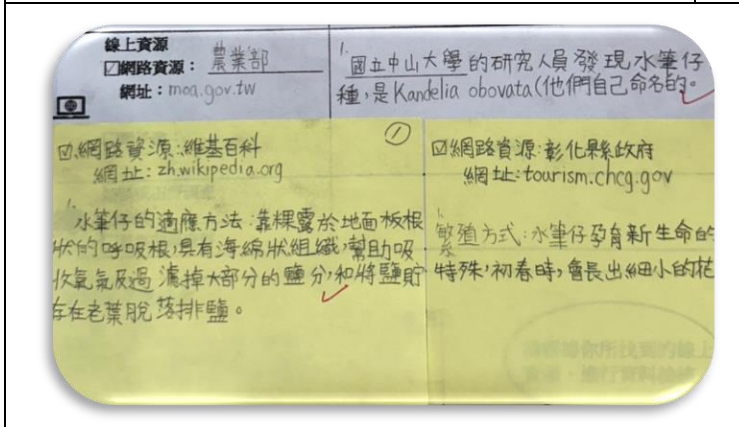 線上資源
☑網路資源：農業部
網址：moa.gov.tw
1.國立中山大學的研究人員發現水筆仔
種，是Kandelia obovata(他們自己命名的。
①
☑網路資源：維基百科
網址：zh.wikipedia.org
1.水筆仔的適應方法：靠粿露於地面板根
狀的呼吸根，具有海綿狀組織，幫助吸
收氧氣及過濾掉大部分的鹽分，和將鹽貯
存在老葉脫落排鹽。
☑網路資源：彰化縣政府
網址：tourism.chcg.gov
1.繁殖方式：水筆仔孕育新生命的
特殊，初春時，會長出細小的花